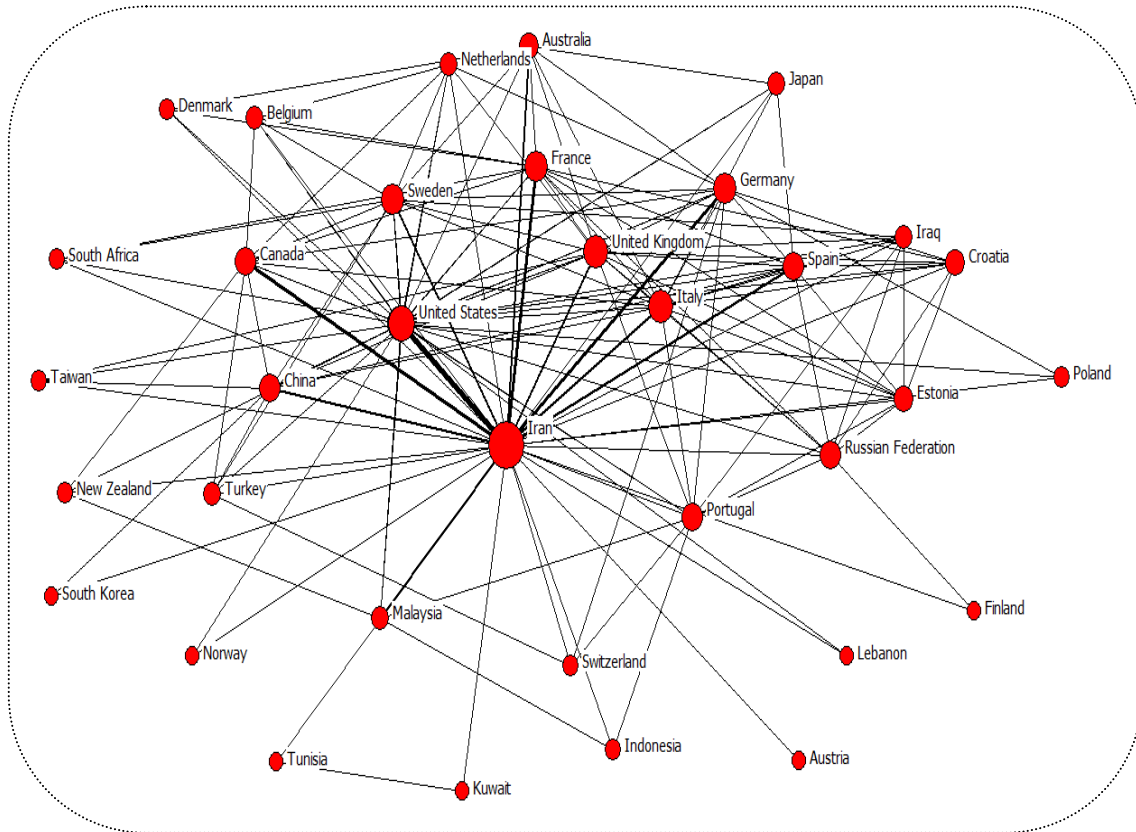 Australia
Netherlands
Japan
Denmark
Belgium
France
Germany
Sweden
Iraq
United Kingdom
South Africa
Canada
Spain
Croatia
Italy
United States
Taiwan
China
Poland
Estonia
Iran
Russian Federation
New Zealand
Turkey
Portugal
South Korea
Malaysia
Finland
Norway
Switzerland
Lebanon
Indonesia
Tunisia
Austria
Kuwait